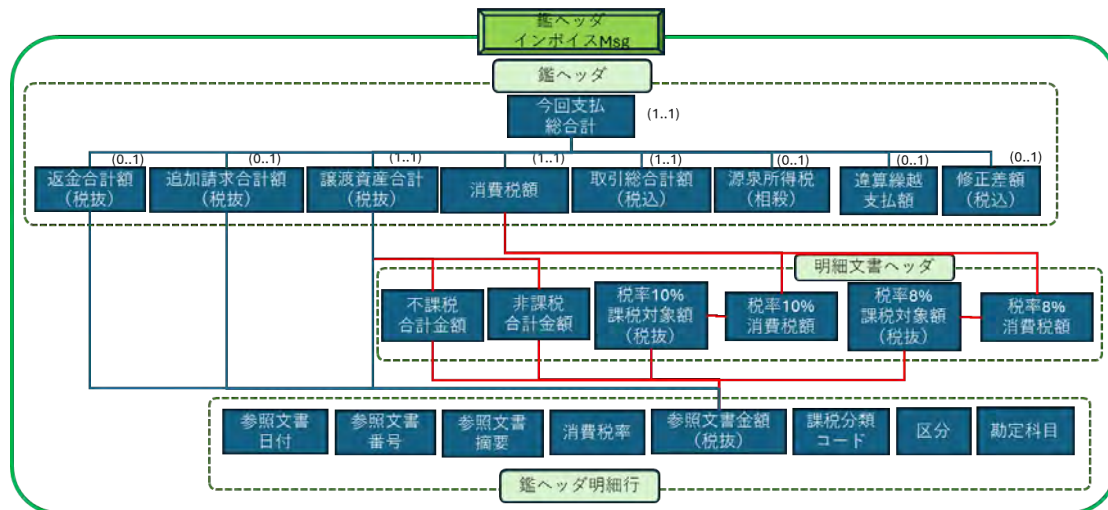 鑑ヘッダ
インボイスMsg
鑑ヘッダ
今回支払
総合計
(1..1)
(0..1)
(0..1)
(1..1)
(1..1)
(1..1)
(0..1)
(0..1)
(0..1)
返金合計額
(税抜)
追加請求合計額
(税抜)
譲渡資産合計
(税抜)
消費税額
取引総合計額
(税込)
源泉所得税
(相殺)
違算繰越
支払額
修正差額
(税込)
明細文書ヘッダ
不課税
合計金額
非課税
合計金額
税率10%
課税対象額
(税抜)
税率10%
消費税額
税率8%
課税対象額
(税抜)
税率8%
消費税額
参照文書
日付
参照文書
番号
参照文書
摘要
消費税率
参照文書金額
(税抜)
課税分類
コード
区分
勘定科目
鑑ヘッダ明細行